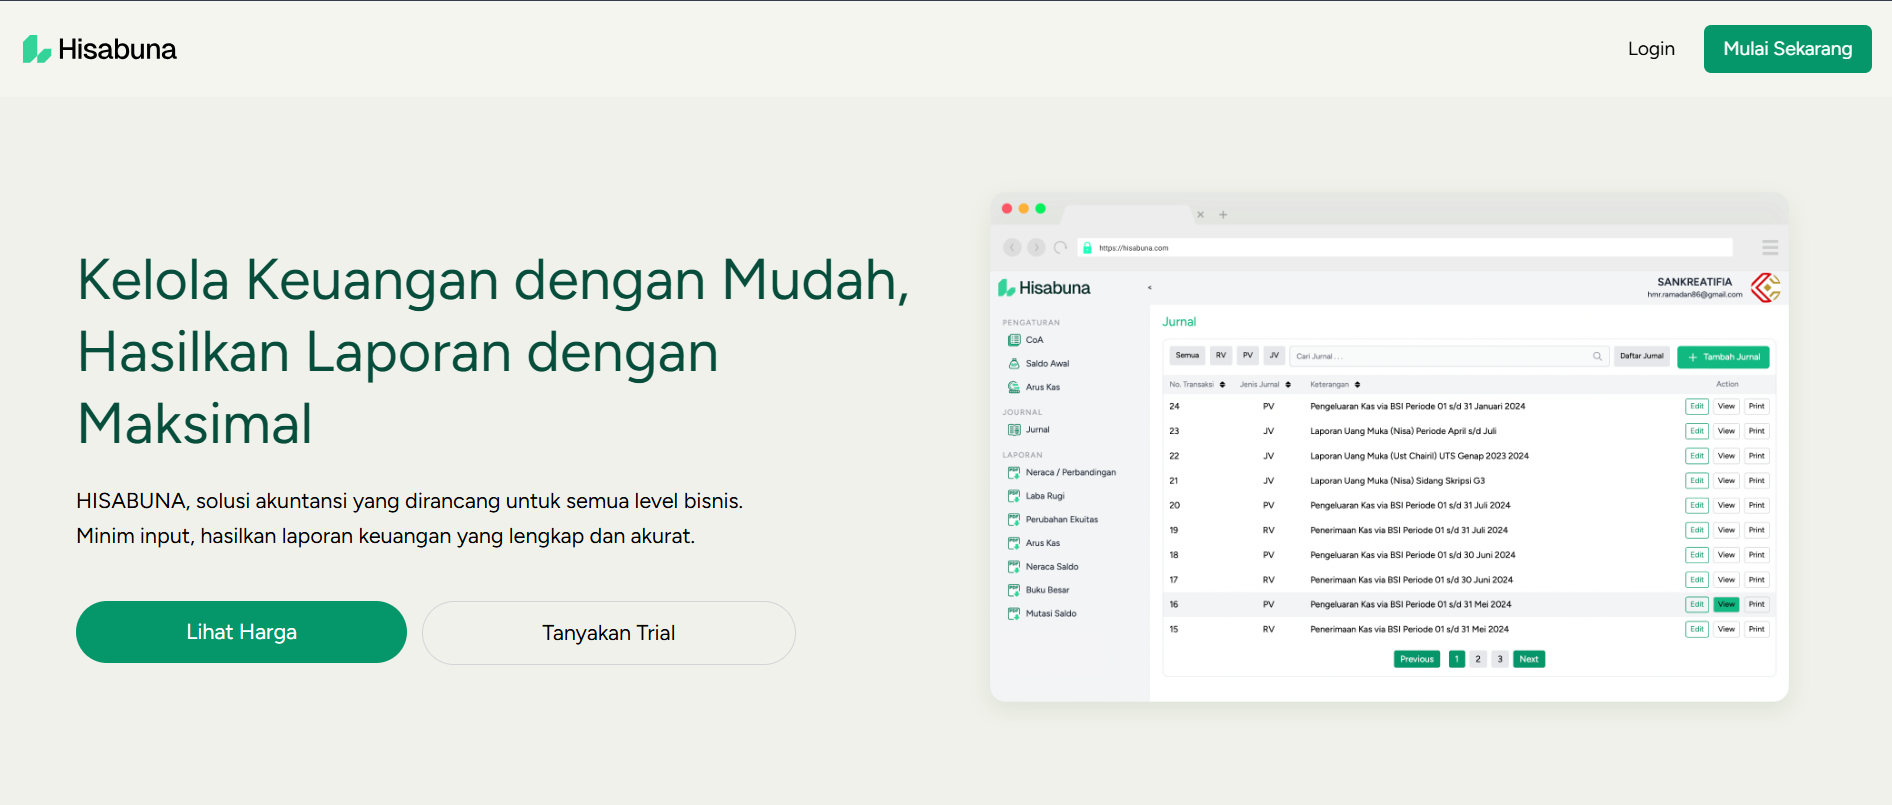 Hisabuna
Login
Mulai Sekarang
Kelola Keuangan dengan Mudah,
Hasilkan Laporan dengan
Maksimal
HISABUNA, solusi akuntansi yang dirancang untuk semua level bisnis.
Minim input, hasilkan laporan keuangan yang lengkap dan akurat.
Lihat Harga
Tanyakan Trial
https://hisabuna.com
Hisabuna
SANKREATIFIA
hmr.ramadan86@gmail.com
PENGATURAN
CoA
Saldo Awal
Arus Kas
JOURNAL
Jurnal
LAPORAN
Neraca / Perbandingan
Laba Rugi
Perubahan Ekuitas
Arus Kas
Neraca Saldo
Buku Besar
Mutasi Saldo
Jurnal
Semua RV PV JV Cari Jurnal . . . Daftar Jurnal + Tambah Jurnal
No. Transaksi Jenis Jurnal Keterangan Action
24 PV Pengeluaran Kas via BSI Periode 01 s/d 31 Januari 2024 Edit View Print
23 JV Laporan Uang Muka (Nisa) Periode April s/d Juli Edit View Print
22 JV Laporan Uang Muka (Ust Chairil) UTS Genap 2023 2024 Edit View Print
21 JV Laporan Uang Muka (Nisa) Sidang Skripsi G3 Edit View Print
20 PV Pengeluaran Kas via BSI Periode 01 s/d 31 Juli 2024 Edit View Print
19 RV Penerimaan Kas via BSI Periode 01 s/d 31 Juli 2024 Edit View Print
18 PV Pengeluaran Kas via BSI Periode 01 s/d 30 Juni 2024 Edit View Print
17 RV Penerimaan Kas via BSI Periode 01 s/d 30 Juni 2024 Edit View Print
16 PV Pengeluaran Kas via BSI Periode 01 s/d 31 Mei 2024 Edit View Print
15 RV Penerimaan Kas via BSI Periode 01 s/d 31 Mei 2024 Edit View Print
Previous 1 2 3 Next